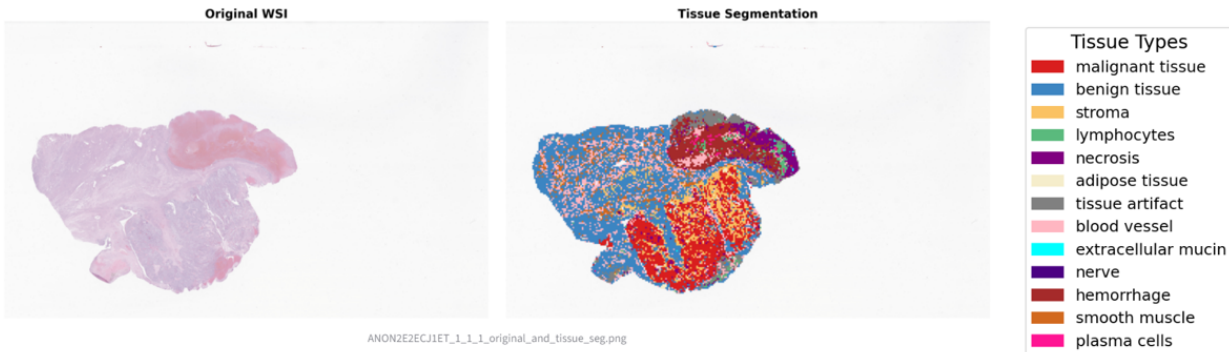 Original WSI
Tissue Segmentation
Tissue Types
malignant tissue
benign tissue
stroma
lymphocytes
necrosis
adipose tissue
tissue artifact
blood vessel
extracellular mucin
nerve
hemorrhage
smooth muscle
plasma cells
ANON2E2ECJ1ET_1_1_1_original_and_tissue_seg.png